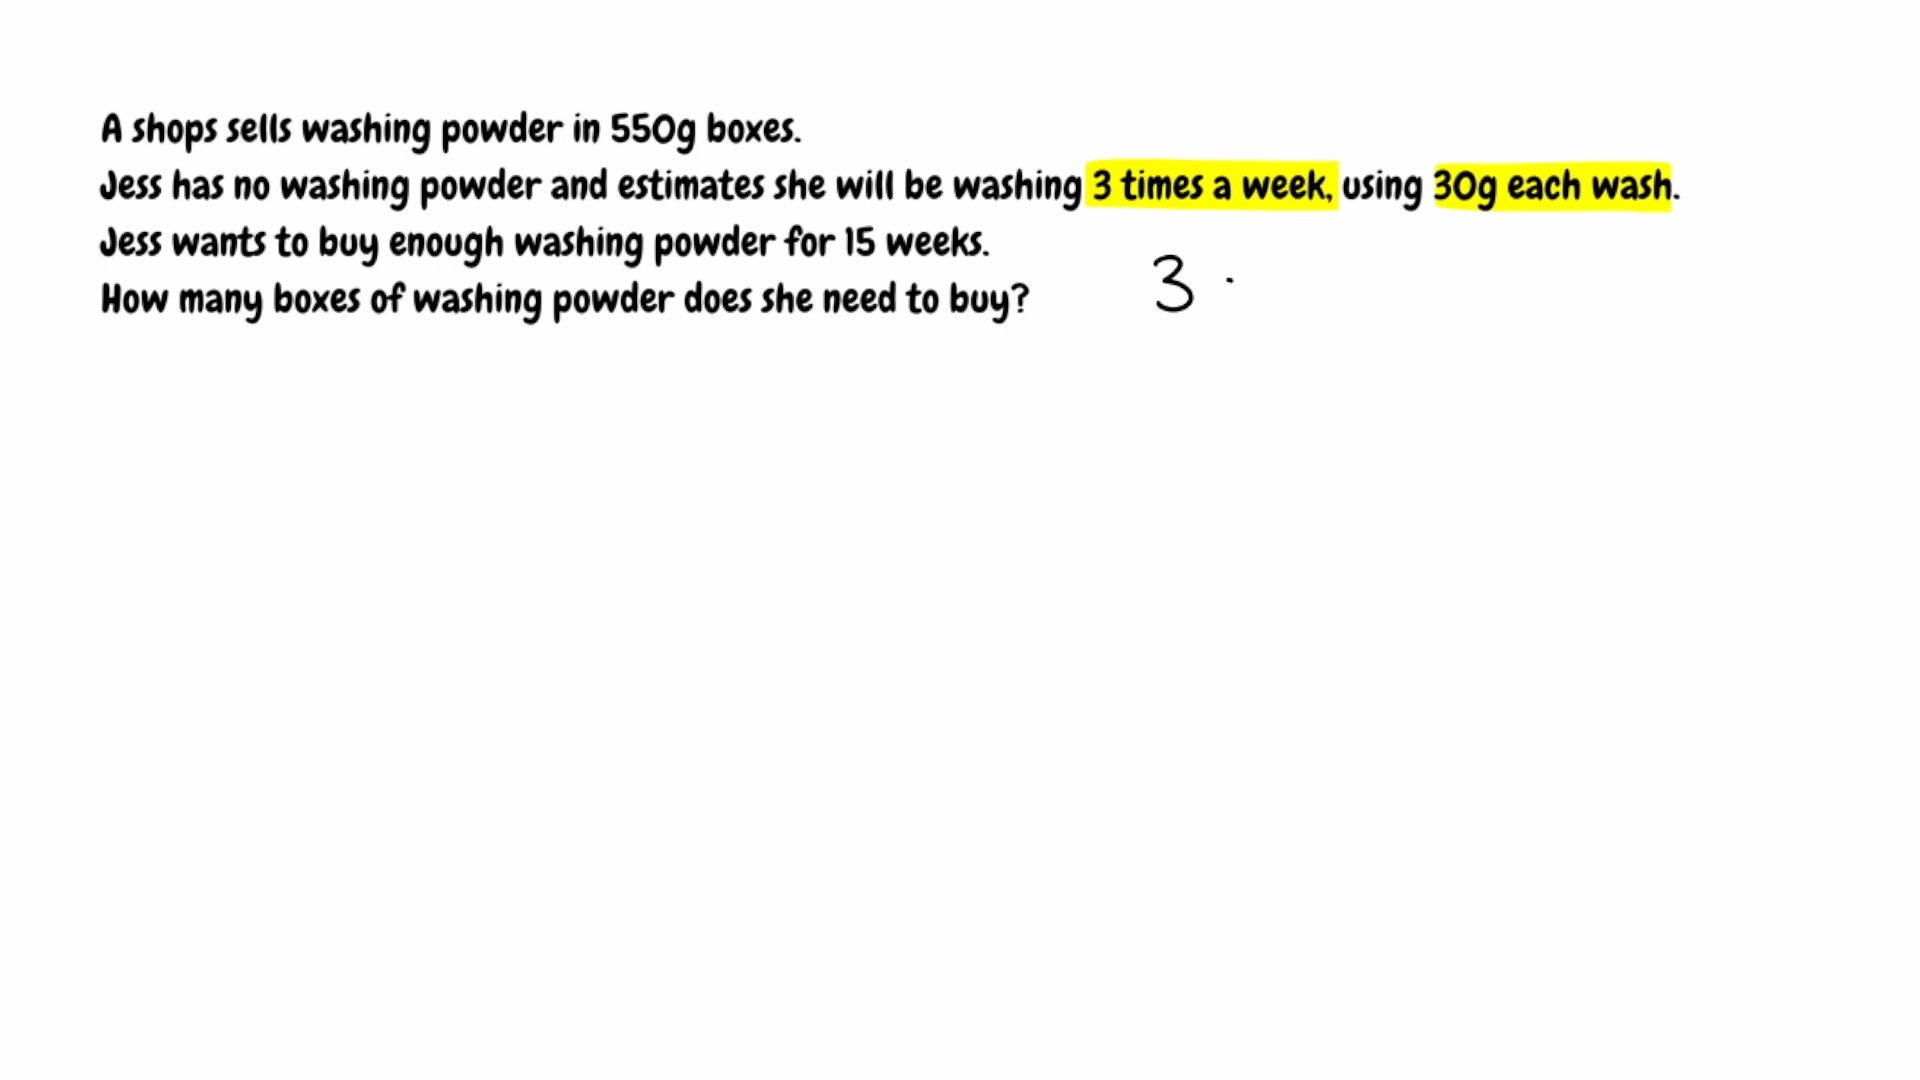 A shops sells washing powder in 550g boxes.
Jess has no washing powder and estimates she will be washing 3 times a week, using 30g each wash.
Jess wants to buy enough washing powder for 15 weeks.
How many boxes of washing powder does she need to buy?
3 ·